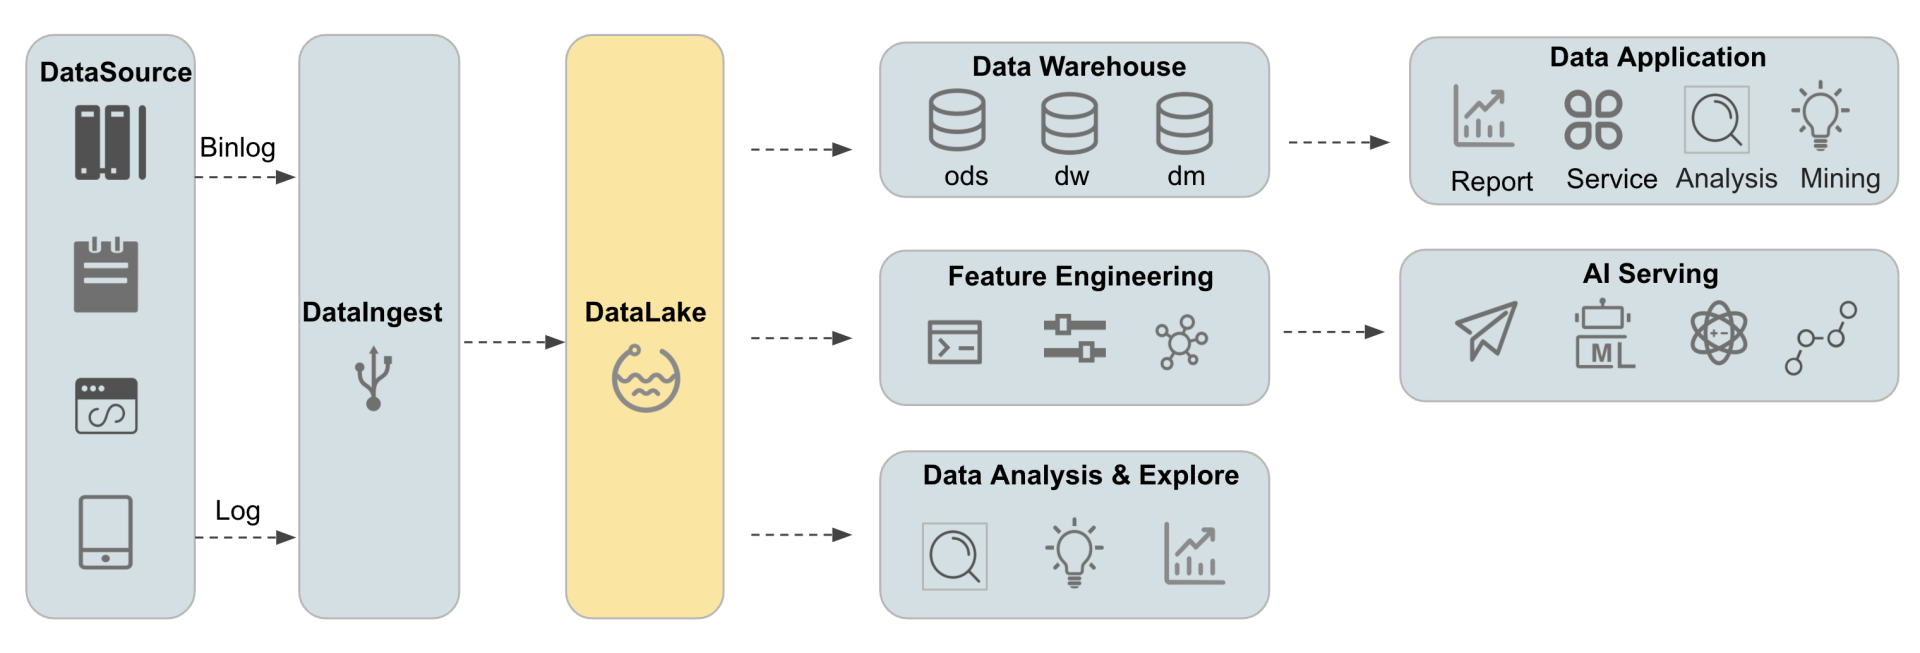 DataSource
Binlog
Log
DataIngest
DataLake
Data Warehouse
ods dw dm
Feature Engineering
Data Analysis & Explore
Data Application
Report Service Analysis Mining
AI Serving
ML